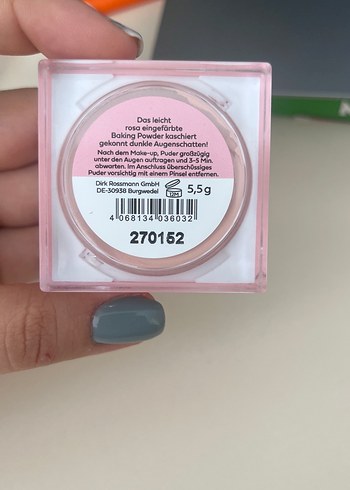 Das leicht
rosa eingefärbte
Baking Powder kaschiert
gekonnt dunkle Augenschatten!
Nach dem Make-up, Puder großzügig
unter den Augen auftragen und 3-5 Min.
abwarten. Im Anschluss überschüssiges
Puder vorsichtig mit einem Pinsel entfernen.
Dirk Rossmann GmbH
DE-30938 Burgwedel
12M
5,5 g
4 068134 036032
270152